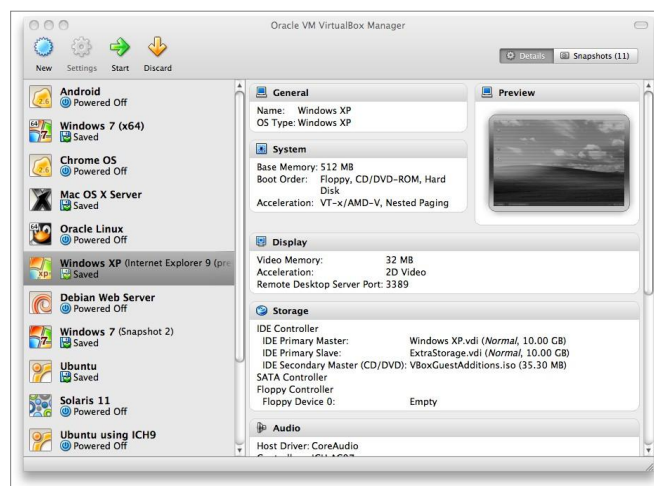 Oracle VM VirtualBox Manager
New Settings Start Discard
Details Snapshots (11)
Android
Powered Off
64 Windows 7 (x64)
Saved
Chrome OS
Powered Off
Mac OS X Server
Saved
64 Oracle Linux
Powered Off
Windows XP (Internet Explorer 9 (pre
Saved
Debian Web Server
Powered Off
Windows 7 (Snapshot 2)
Saved
Ubuntu
Saved
Solaris 11
Powered Off
Ubuntu using ICH9
Powered Off
General
Name: Windows XP
OS Type: Windows XP
System
Base Memory: 512 MB
Boot Order: Floppy, CD/DVD-ROM, Hard
Disk
Acceleration: VT-x/AMD-V, Nested Paging
Preview
Display
Video Memory: 32 MB
Acceleration: 2D Video
Remote Desktop Server Port: 3389
Storage
IDE Controller
IDE Primary Master: Windows XP.vdi (Normal, 10.00 GB)
IDE Primary Slave: ExtraStorage.vdi (Normal, 10.00 GB)
IDE Secondary Master (CD/DVD): VBoxGuestAdditions.iso (35.30 MB)
SATA Controller
Floppy Controller
Floppy Device 0: Empty
Audio
Host Driver: CoreAudio